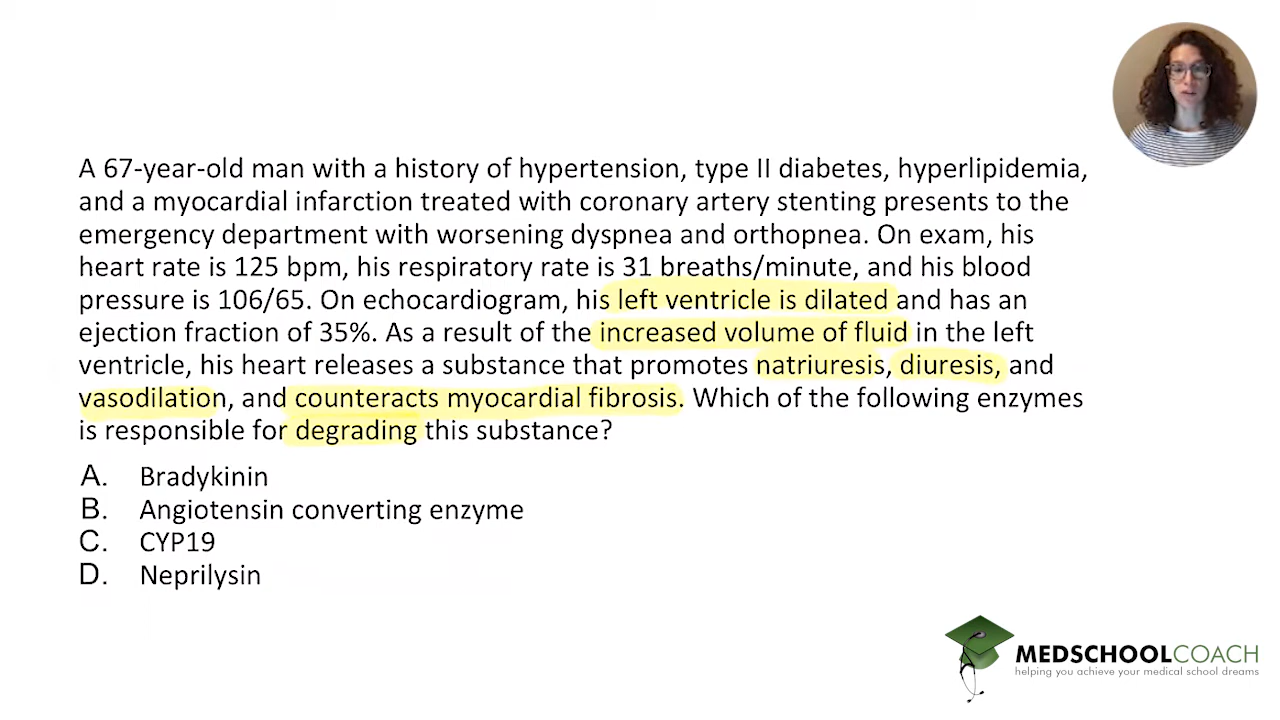 A 67-year-old man with a history of hypertension, type II diabetes, hyperlipidemia,
and a myocardial infarction treated with coronary artery stenting presents to the
emergency department with worsening dyspnea and orthopnea. On exam, his
heart rate is 125 bpm, his respiratory rate is 31 breaths/minute, and his blood
pressure is 106/65. On echocardiogram, his left ventricle is dilated and has an
ejection fraction of 35%. As a result of the increased volume of fluid in the left
ventricle, his heart releases a substance that promotes natriuresis, diuresis, and
vasodilation, and counteracts myocardial fibrosis. Which of the following enzymes
is responsible for degrading this substance?
A. Bradykinin
B. Angiotensin converting enzyme
C. CYP19
D. Neprilysin
MEDSCHOOLCOACH
helping you achieve your medical school dreams